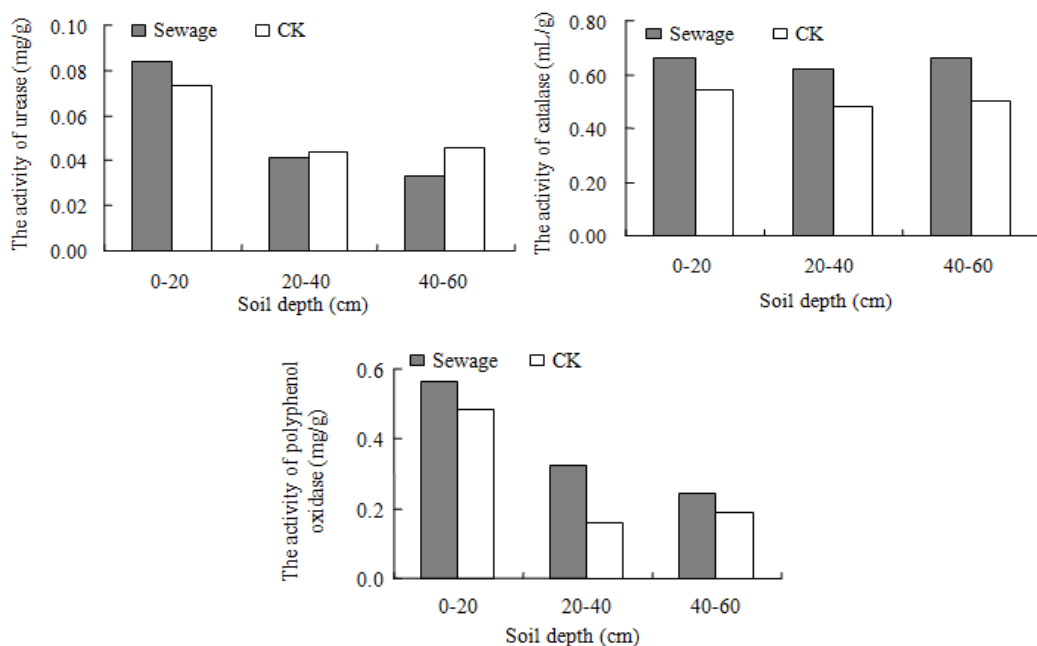 The activity of urease (mg/g)
Sewage CK
0.10
0.08
0.06
0.04
0.02
0.00
0-20 20-40 40-60
Soil depth (cm)
The activity of catalase (mL/g)
Sewage CK
0.80
0.60
0.40
0.20
0.00
0-20 20-40 40-60
Soil depth (cm)
The activity of polyphenol
oxidase (mg/g)
Sewage CK
0.6
0.4
0.2
0.0
0-20 20-40 40-60
Soil depth (cm)